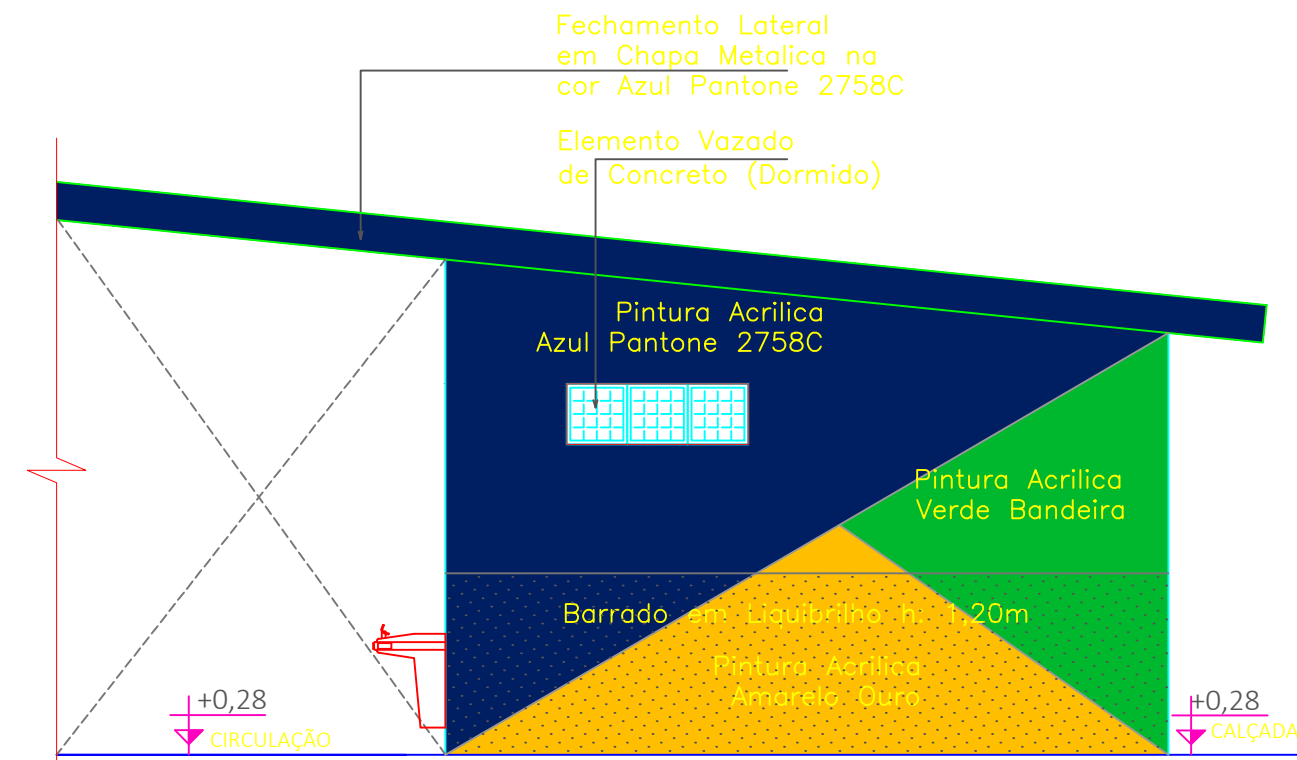 Fechamento Lateral
em Chapa Metalica na
cor Azul Pantone 2758C
Elemento Vazado
de Concreto (Dormido)
Pintura Acrilica
Azul Pantone 2758C
Pintura Acrilica
Verde Bandeira
Barrado em Liquibrilho h: 1,20m
Pintura Acrilica
Amarelo Ouro
+0,28
CIRCULAÇÃO
+0,28
CALÇADA